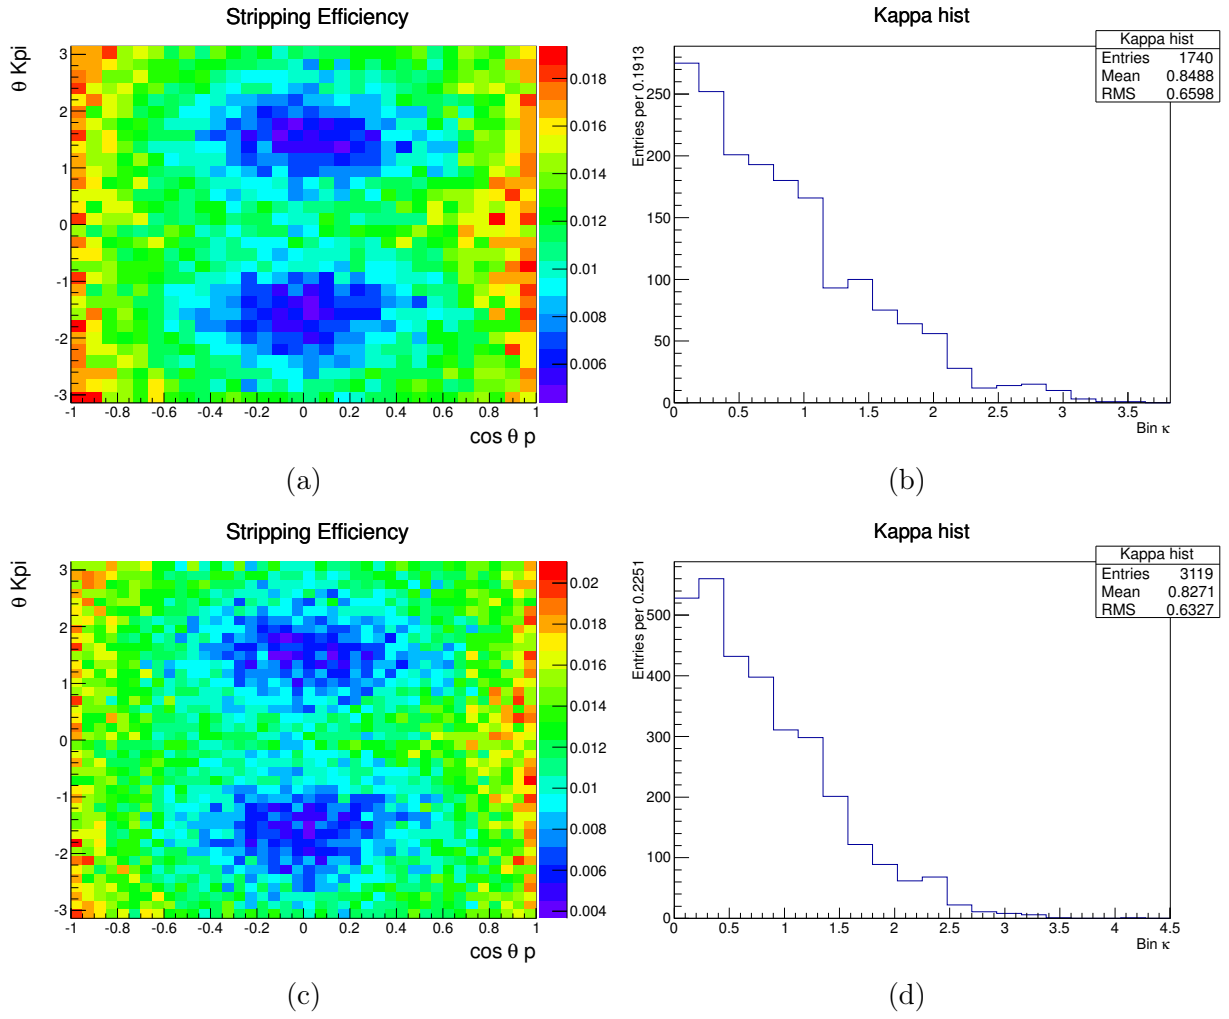 Stripping Efficiency
θ Kpi
3
2
1
0
-1
-2
-3
-1 -0.8 -0.6 -0.4 -0.2 0 0.2 0.4 0.6 0.8 1
cos θ p
0.018
0.016
0.014
0.012
0.01
0.008
0.006
(a)
Kappa hist
Kappa hist
Entries 1740
Mean 0.8488
RMS 0.6598
Entries per 0.1913
250
200
150
100
50
0
0 0.5 1 1.5 2 2.5 3 3.5
Bin κ
(b)
Stripping Efficiency
θ Kpi
3
2
1
0
-1
-2
-3
-1 -0.8 -0.6 -0.4 -0.2 0 0.2 0.4 0.6 0.8 1
cos θ p
0.02
0.018
0.016
0.014
0.012
0.01
0.008
0.006
0.004
(c)
Kappa hist
Kappa hist
Entries 3119
Mean 0.8271
RMS 0.6327
Entries per 0.2251
500
400
300
200
100
0
0 0.5 1 1.5 2 2.5 3 3.5 4 4.5
Bin κ
(d)